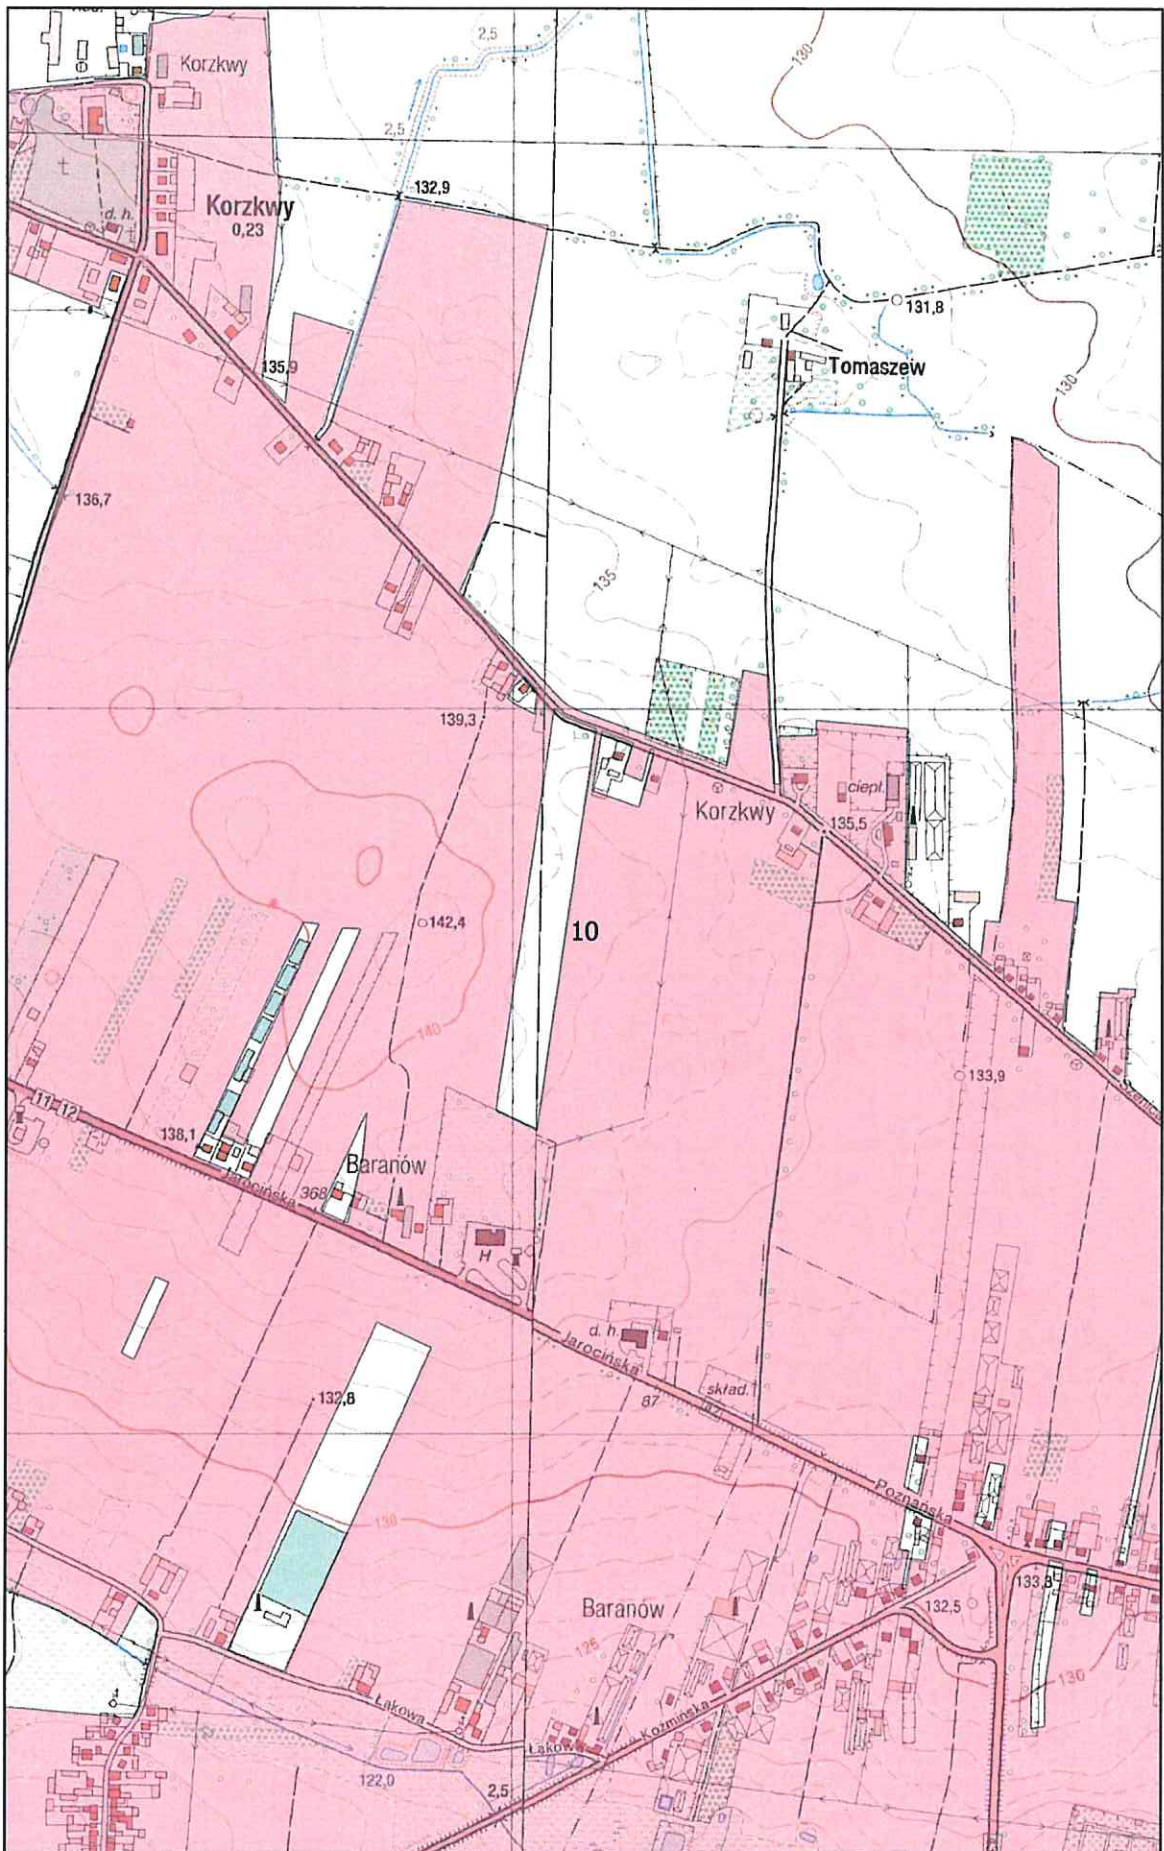 2,5
Korzkwy
130
2,5
132,9
Korzkwy
0,23
d. h.
131,8
135,9
Tomaszew
130
136,7
135
139,3
ciepl.
Korzkwy
135,5
142,4
10
140
133,9
11 12
138,1
Baranów
Jarocińska
368
H
d. h.
Jarocińska
87
skład.
132,8
Poznańska
130
133,3
Baranów
132,5
125
130
Łąkowa
Koźmińska
Łąkowa
122,0
2,5